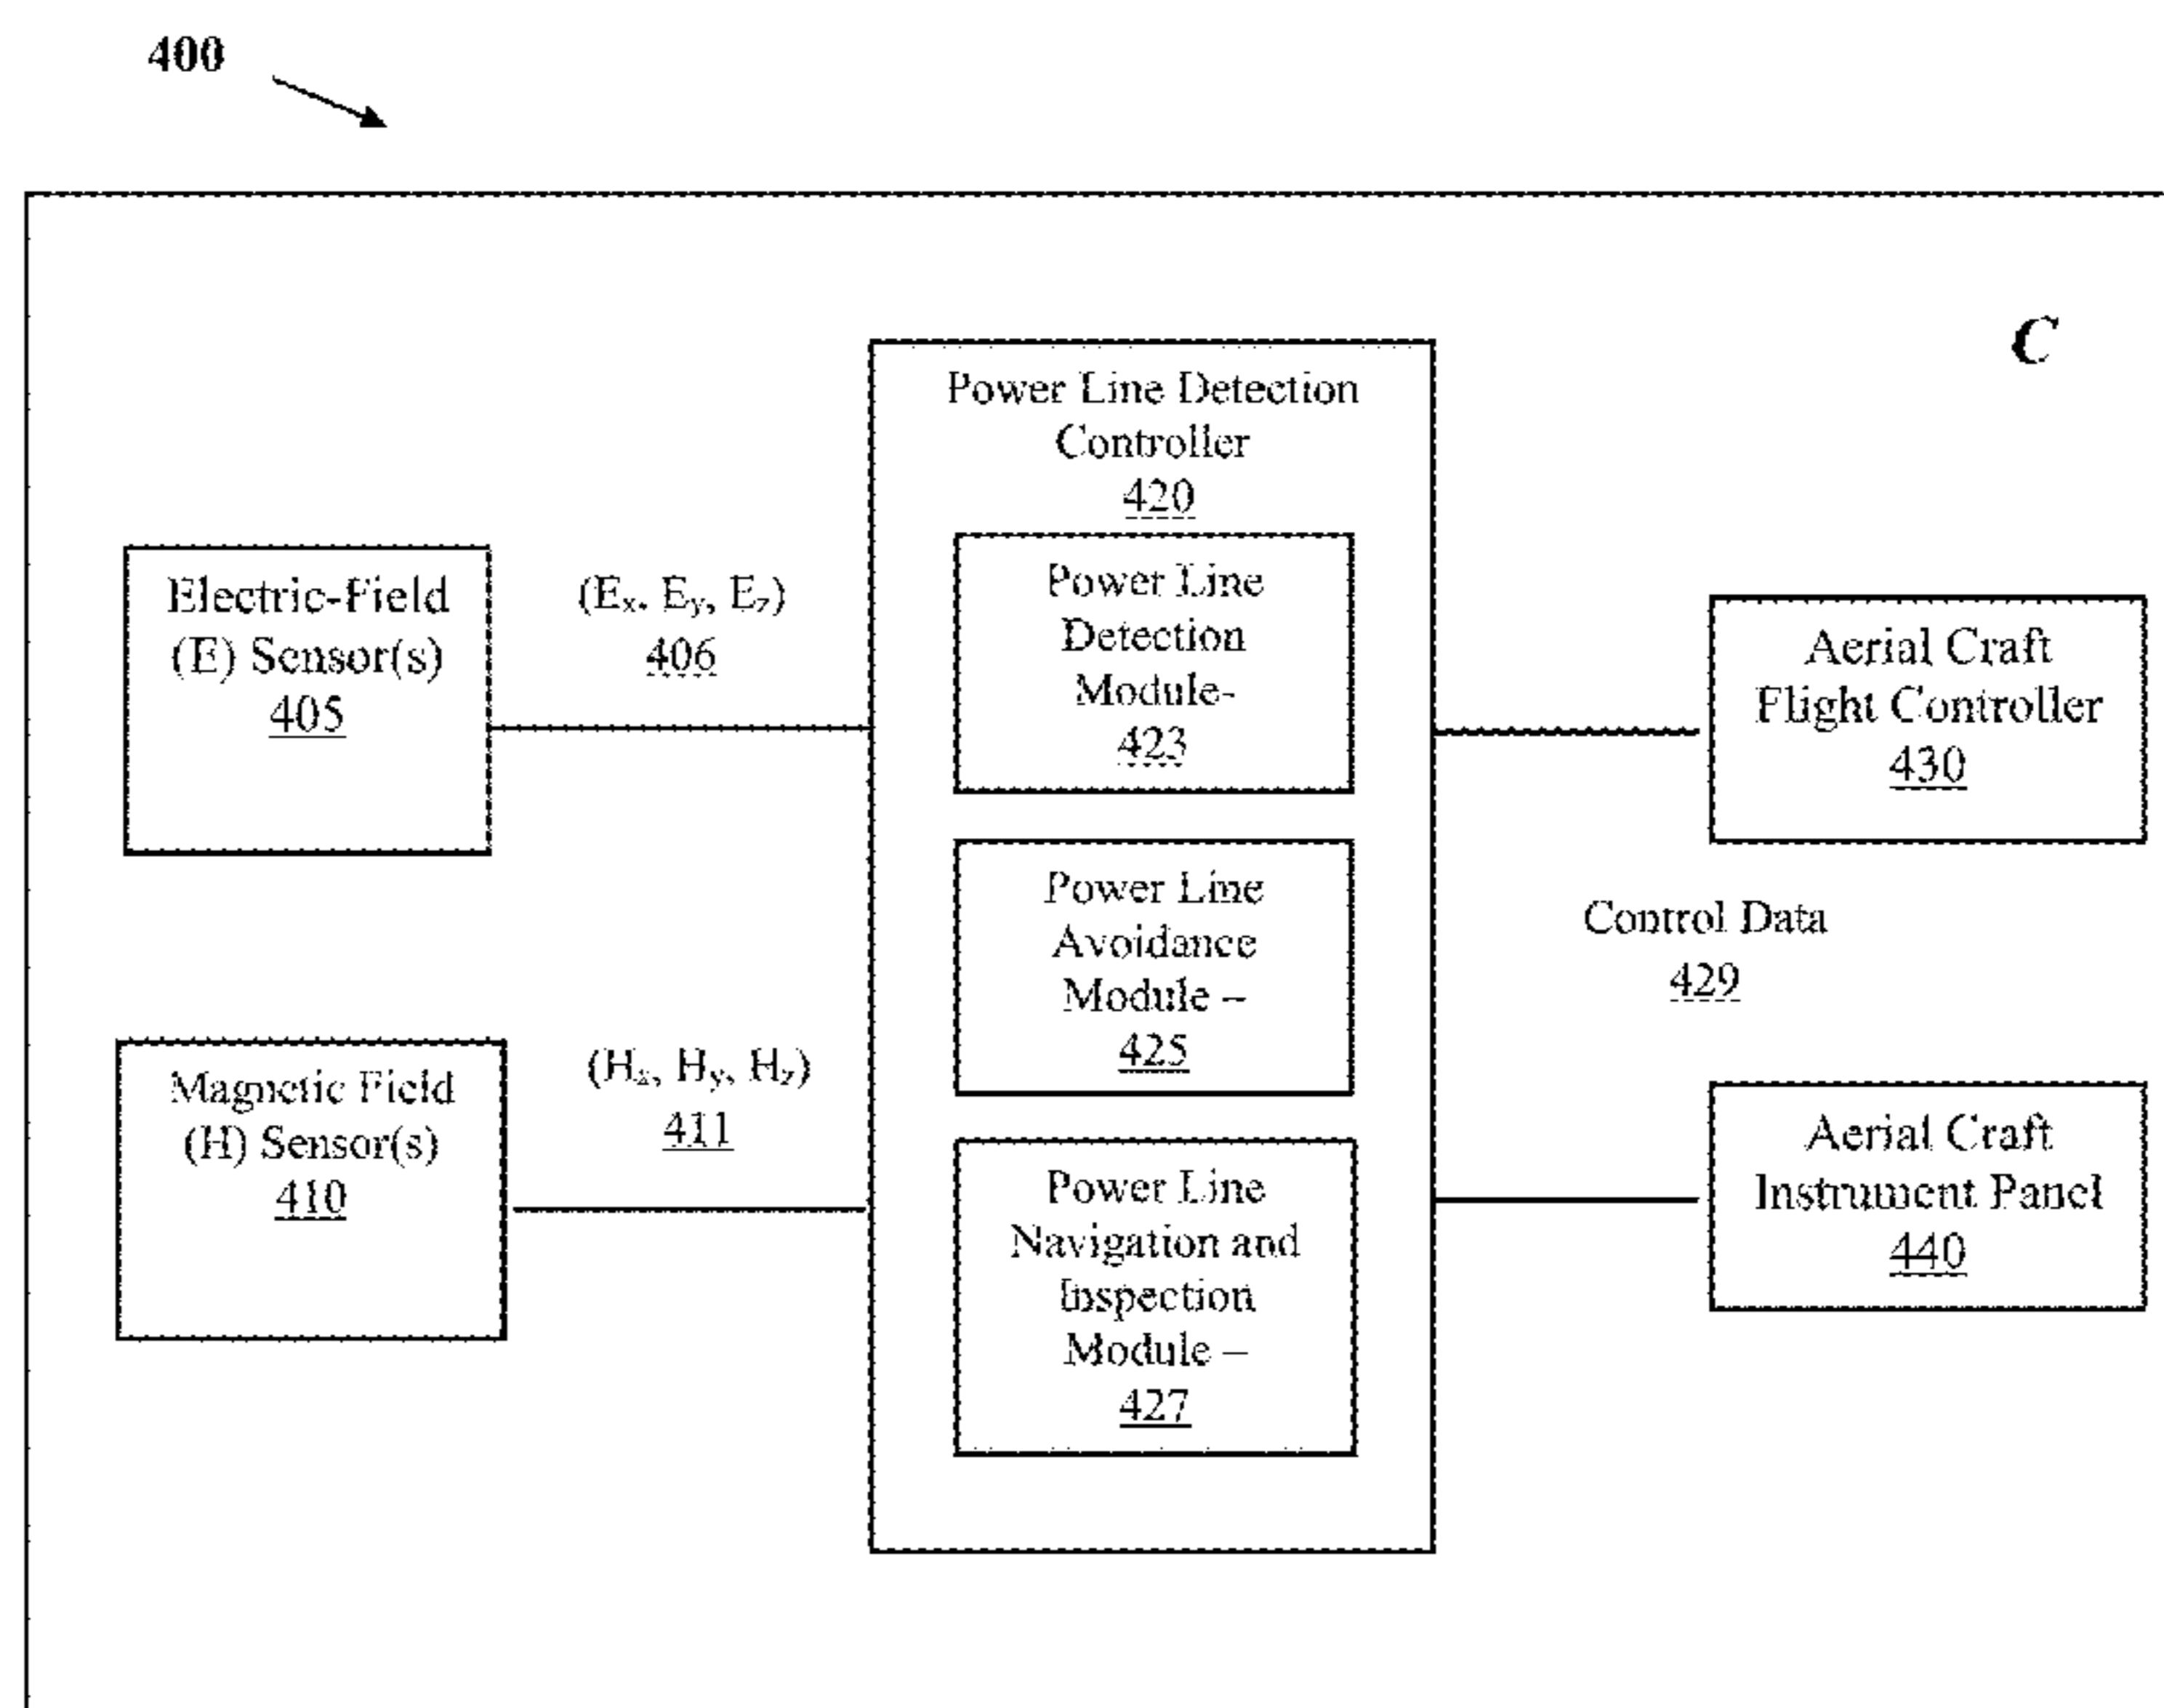 400
C
Power Line Detection
Controller
420
Electric-Field
(E) Sensor(s)
405
(Ex. Ey, Ez)
406
Power Line
Detection
Module-
423
Aerial Craft
Flight Controller
430
Power Line
Avoidance
Module –
425
Control Data
429
Magnetic Field
(H) Sensor(s)
410
(Hx, Hy, Hz)
411
Power Line
Navigation and
Inspection
Module –
427
Aerial Craft
Instrument Panel
440